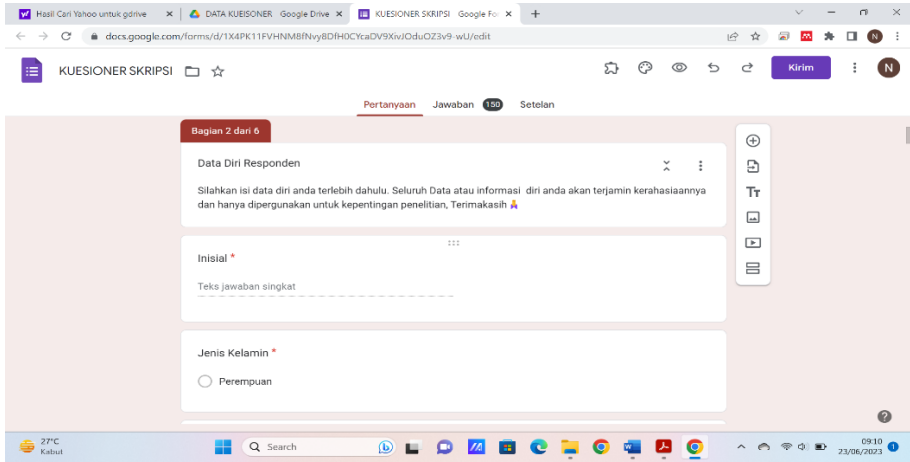 Hasil Cari Yahoo untuk gdrive
DATA KUEISONER Google Drive
KUESIONER SKRIPSI Google Fo
docs.google.com/forms/d/1X4PK11FVHNM8fNvy8DfH0CYcaDV9XivJOduOZ3v9-wU/edit
N
KUESIONER SKRIPSI
Kirim
N
Pertanyaan Jawaban 150 Setelan
Bagian 2 dari 6
Data Diri Responden
Silahkan isi data diri anda terlebih dahulu. Seluruh Data atau informasi diri anda akan terjamin kerahasiaannya
dan hanya dipergunakan untuk kepentingan penelitian, Terimakasih 🙏
Inisial *
Teks jawaban singkat
Jenis Kelamin *
Perempuan
Tт
27°C
Kabut
Search
09:10
23/06/2023
1